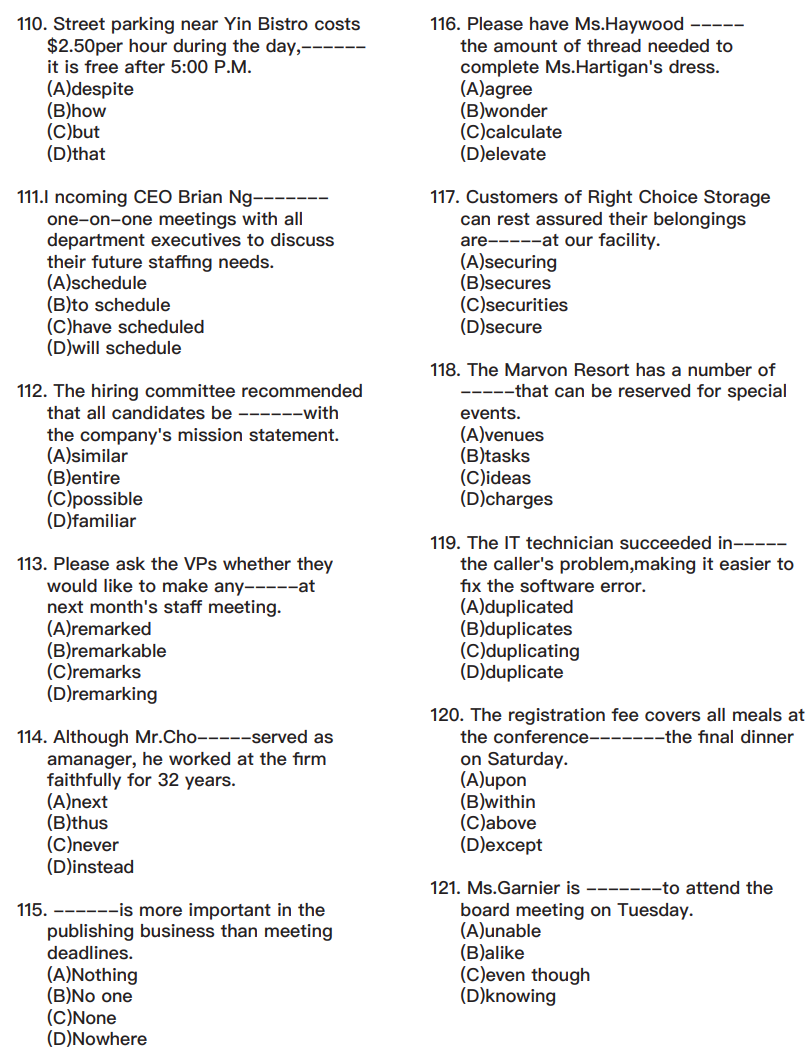 110. Street parking near Yin Bistro costs
$2.50per hour during the day,------
it is free after 5:00 P.M.
(A)despite
(B)how
(C)but
(D)that
111.I ncoming CEO Brian Ng-------
one-on-one meetings with all
department executives to discuss
their future staffing needs.
(A)schedule
(B)to schedule
(C)have scheduled
(D)will schedule
112. The hiring committee recommended
that all candidates be ------with
the company's mission statement.
(A)similar
(B)entire
(C)possible
(D)familiar
113. Please ask the VPs whether they
would like to make any-----at
next month's staff meeting.
(A)remarked
(B)remarkable
(C)remarks
(D)remarking
114. Although Mr.Cho-----served as
amanager, he worked at the firm
faithfully for 32 years.
(A)next
(B)thus
(C)never
(D)instead
115. ------is more important in the
publishing business than meeting
deadlines.
(A)Nothing
(B)No one
(C)None
(D)Nowhere
116. Please have Ms.Haywood -----
the amount of thread needed to
complete Ms.Hartigan's dress.
(A)agree
(B)wonder
(C)calculate
(D)elevate
117. Customers of Right Choice Storage
can rest assured their belongings
are-----at our facility.
(A)securing
(B)secures
(C)securities
(D)secure
118. The Marvon Resort has a number of
-----that can be reserved for special
events.
(A)venues
(B)tasks
(C)ideas
(D)charges
119. The IT technician succeeded in-----
the caller's problem,making it easier to
fix the software error.
(A)duplicated
(B)duplicates
(C)duplicating
(D)duplicate
120. The registration fee covers all meals at
the conference-------the final dinner
on Saturday.
(A)upon
(B)within
(C)above
(D)except
121. Ms.Garnier is -------to attend the
board meeting on Tuesday.
(A)unable
(B)alike
(C)even though
(D)knowing